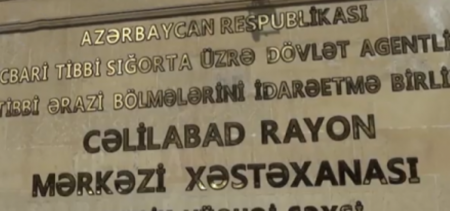 AZƏRBAYCAN RESPUBLİKASI
CBARİ TİBBİ SIĞORTA ÜZRƏ DÖVLƏT AGENTLİ
TİBBİ ƏRAZİ BÖLMƏLƏRİNİ İDARƏETMƏ BİRLİ
CƏLİLABAD RAYON
MƏRKƏZİ XƏSTƏXANASI